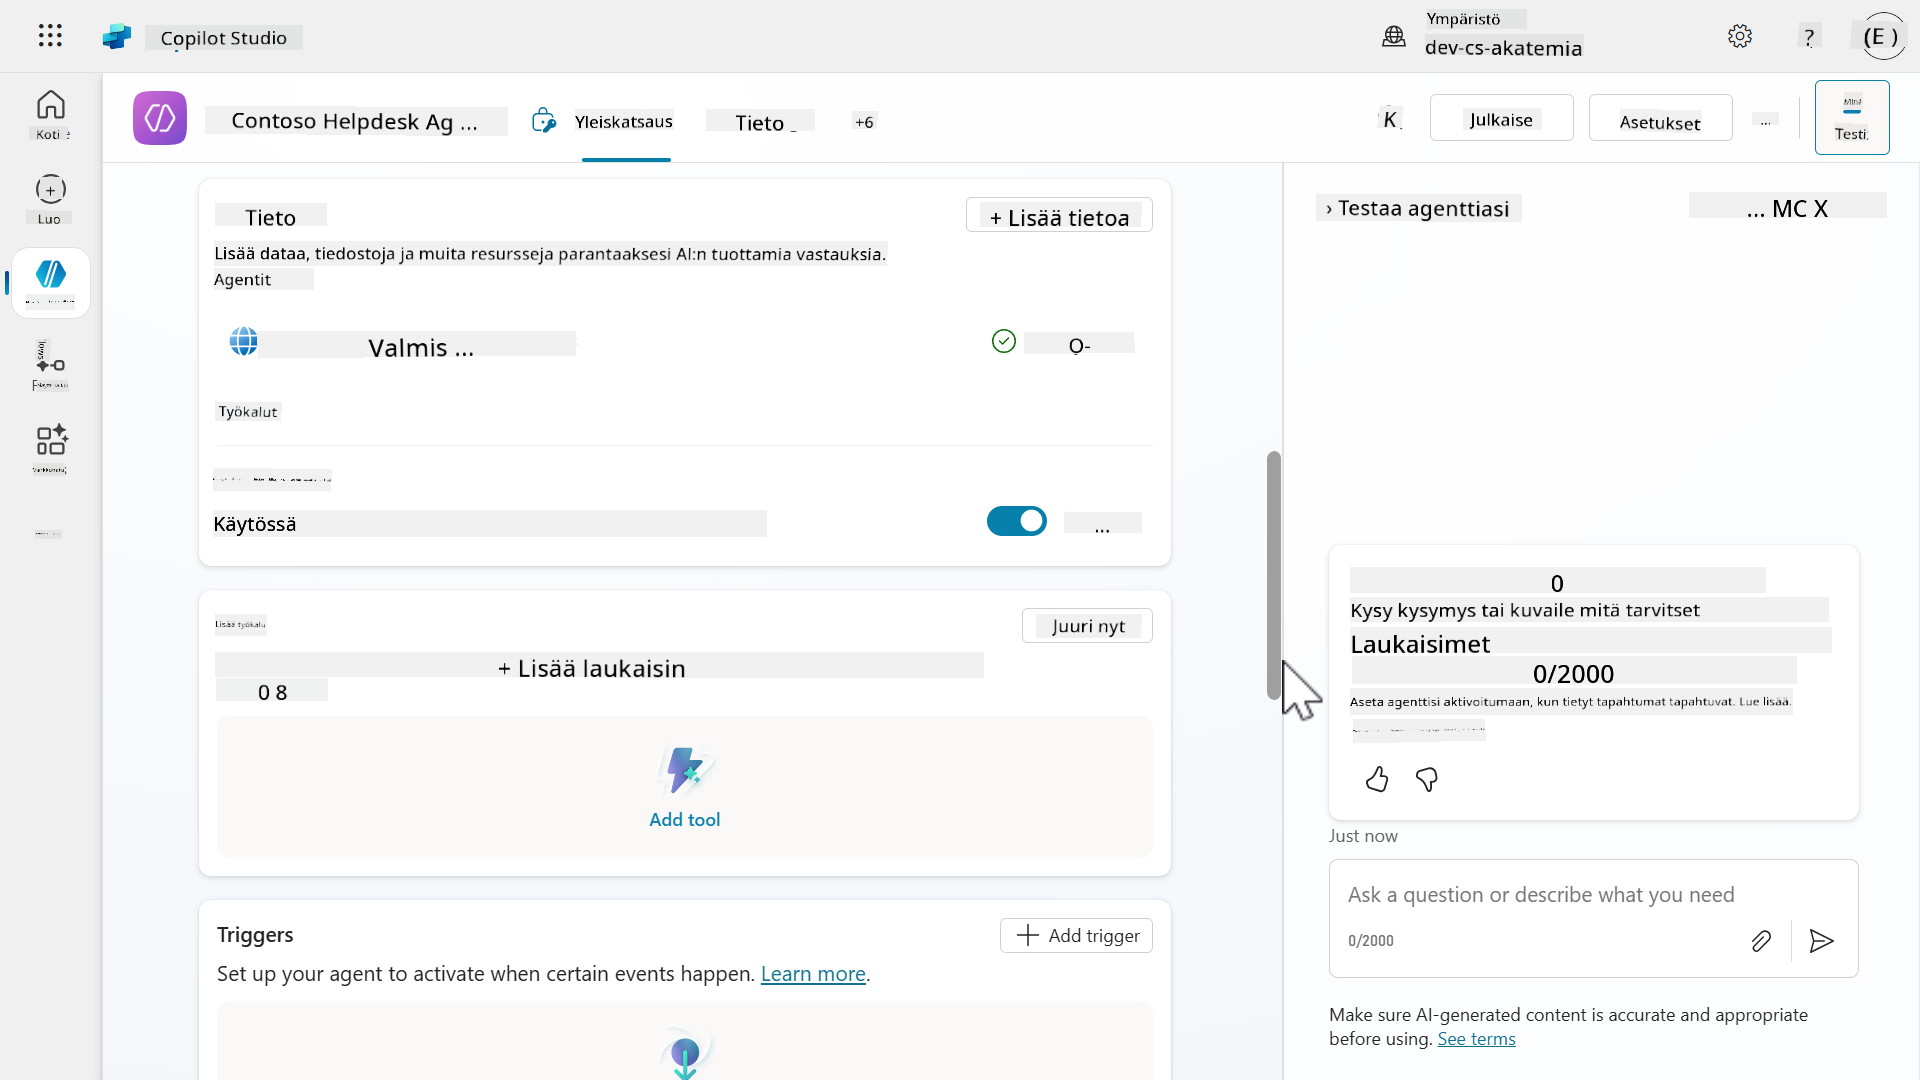 Copilot Studio
Ympäristö
dev-cs-akatemia
?
(E )
Koti
Luo
Contoso Helpdesk Ag ...
Yleiskatsaus
Tieto
+6
K
Julkaise
Asetukset
...
Minä
Testi
Tieto
+ Lisää tietoa
Lisää dataa, tiedostoja ja muita resursseja parantaaksesi AI:n tuottamia vastauksia.
Agentit
Valmis ...
O-
Työkalut
Käytössä
...
Lisää työkalu
Juuri nyt
+ Lisää laukaisin
0 8
Add tool
Triggers
Add trigger
Set up your agent to activate when certain events happen. Learn more.
› Testaa agenttiasi
... MC X
0
Kysy kysymys tai kuvaile mitä tarvitset
Laukaisimet
0/2000
Aseta agenttisi aktivoitumaan, kun tietyt tapahtumat tapahtuvat. Lue lisää.
Just now
Ask a question or describe what you need
0/2000
Make sure AI-generated content is accurate and appropriate
before using. See terms